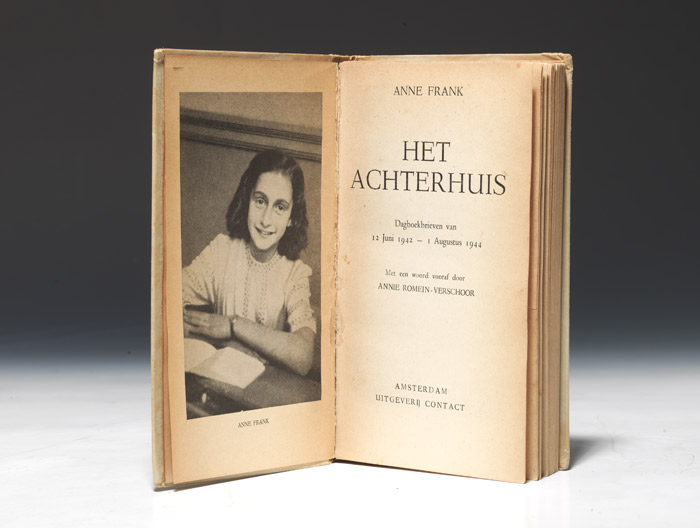 ANNE FRANK
ANNE FRANK
HET
ACHTERHUIS
Dagboekbrieven van
12 Juni 1942 – 1 Augustus 1944
Met een woord vooraf door
ANNIE ROMEIN-VERSCHOOR
AMSTERDAM
UITGEVERIJ CONTACT